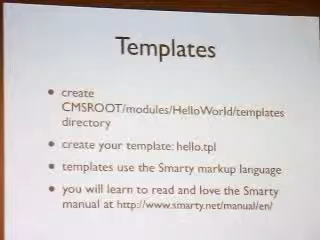 Templates
• create
CMSROOT/modules/HelloWorld/templates
directory
• create your template: hello.tpl
• templates use the Smarty markup language
• you will learn to read and love the Smarty
manual at http://www.smarty.net/manual/en/